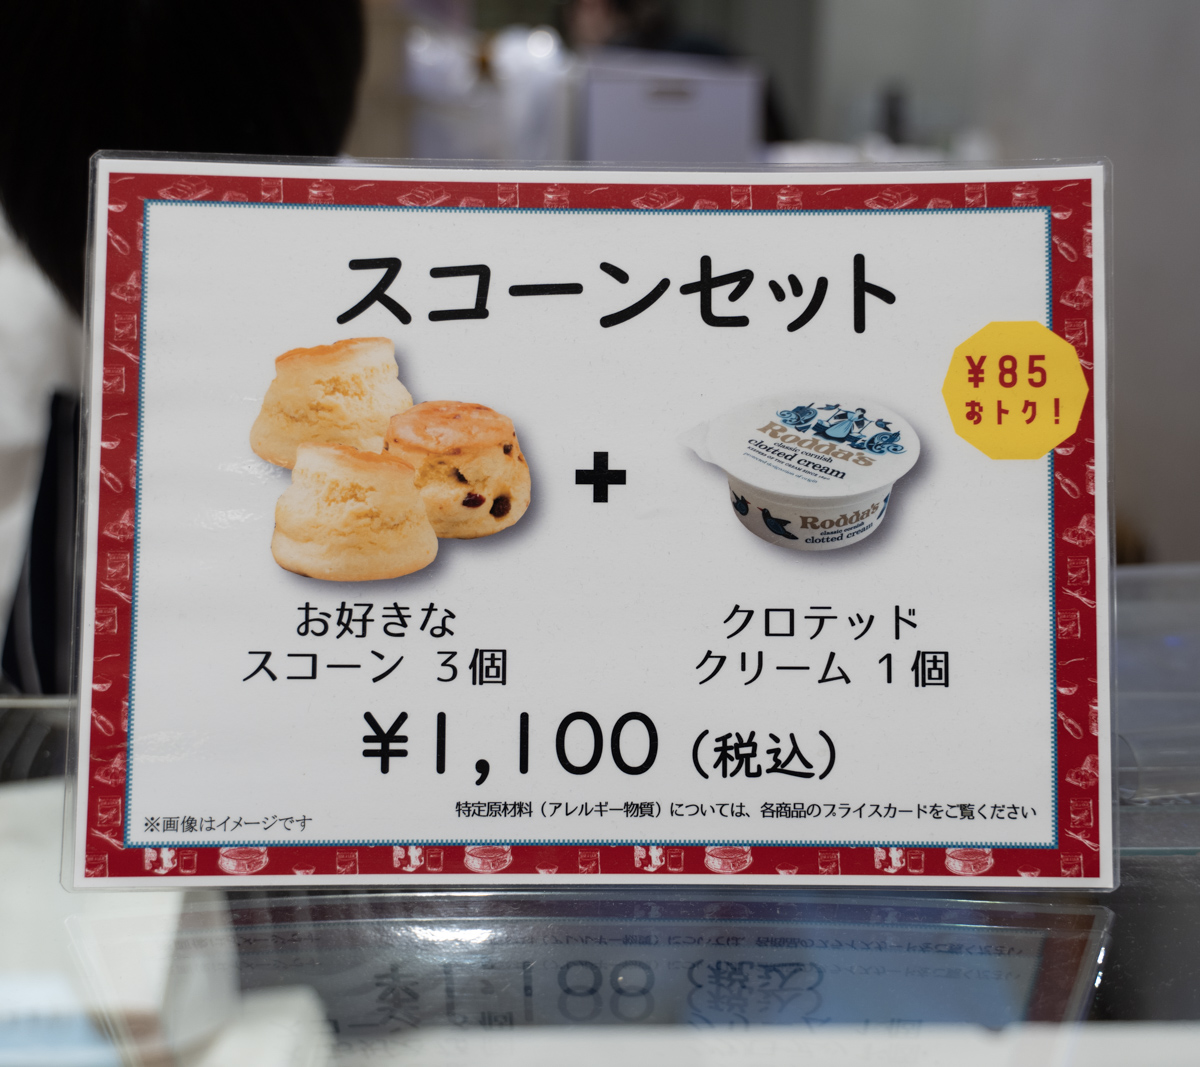 スコーンセット
¥85
おトク!
Rodda's
classic cornish
clotted cream
Rodda's
classic cornish
clotted cream
+
お好きな
スコーン 3個
クロテッド
クリーム 1個
¥1,100(税込)
特定原材料(アレルギー物質)については、各商品のプライスカードをご覧ください
※画像はイメージです